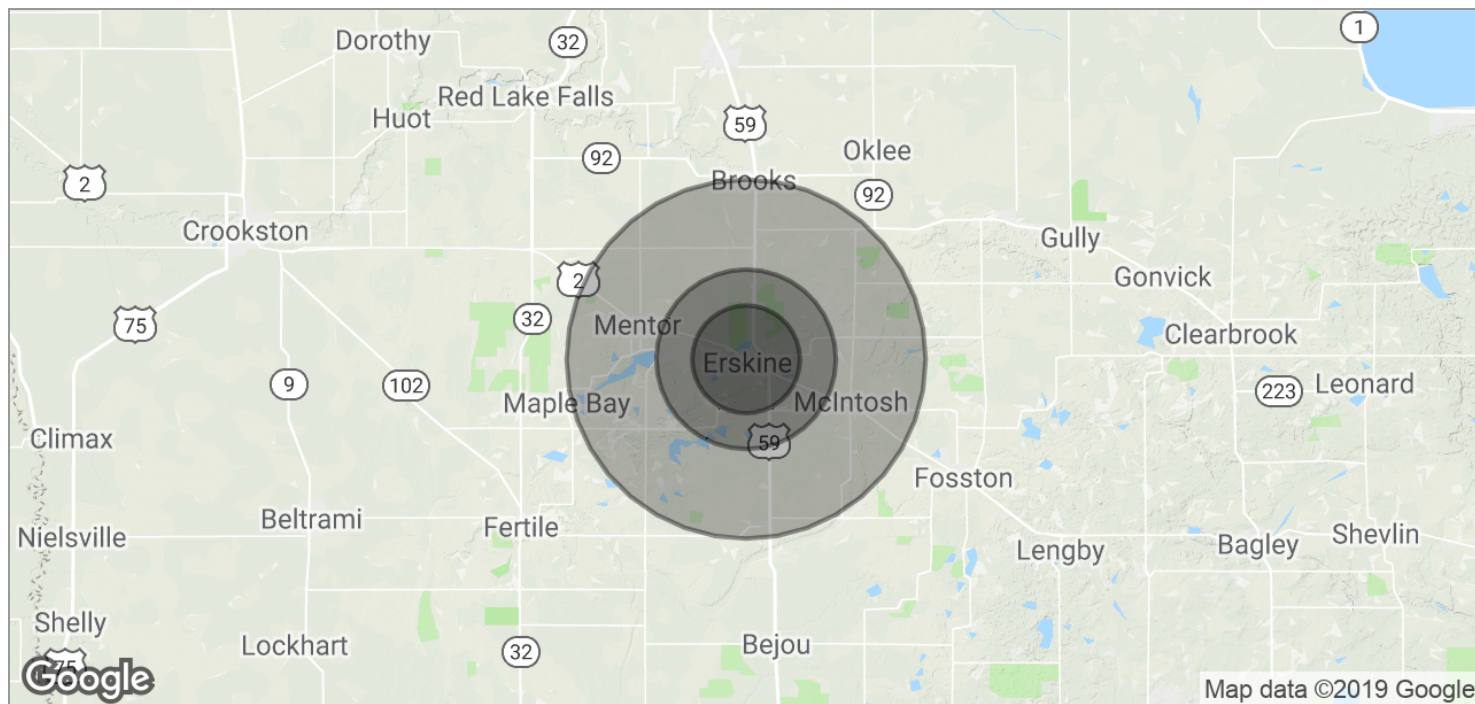 1
Dorothy
32
Red Lake Falls
Huot
59
92
Oklee
2
Brooks
92
Crookston
Gully
2
Gonvick
75
32
Mentor
Clearbrook
Erskine
9
102
Maple Bay
McIntosh
223
Leonard
Climax
59
Fosston
Beltrami
Fertile
Nielsville
Lengby
Bagley
Shevlin
Shelly
Lockhart
32
Bejou
75
Google
Map data ©2019 Google